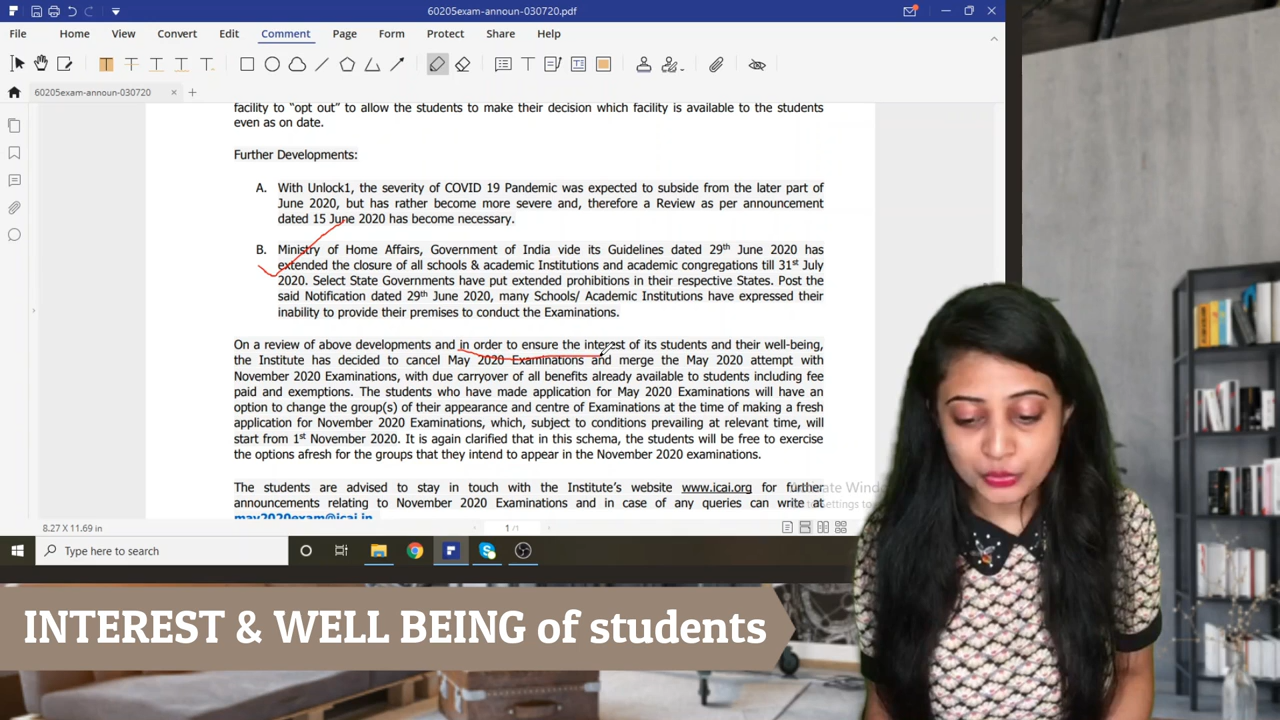 60205exam-announ-030720.pdf
File Home View Convert Edit Comment Page Form Protect Share Help
60205exam-announ-030720
facility to “opt out” to allow the students to make their decision which facility is available to the students
even as on date.
Further Developments:
A. With Unlock1, the severity of COVID 19 Pandemic was expected to subside from the later part of
June 2020, but has rather become more severe and, therefore a Review as per announcement
dated 15 June 2020 has become necessary.
B. Ministry of Home Affairs, Government of India vide its Guidelines dated 29th June 2020 has
extended the closure of all schools & academic Institutions and academic congregations till 31st July
2020. Select State Governments have put extended prohibitions in their respective States. Post the
said Notification dated 29th June 2020, many Schools/ Academic Institutions have expressed their
inability to provide their premises to conduct the Examinations.
On a review of above developments and in order to ensure the interest of its students and their well-being,
the Institute has decided to cancel May 2020 Examinations and merge the May 2020 attempt with
November 2020 Examinations, with due carryover of all benefits already available to students including fee
paid and exemptions. The students who have made application for May 2020 Examinations will have an
option to change the group(s) of their appearance and centre of Examinations at the time of making a fresh
application for November 2020 Examinations, which, subject to conditions prevailing at relevant time, will
start from 1st November 2020. It is again clarified that in this schema, the students will be free to exercise
the options afresh for the groups that they intend to appear in the November 2020 examinations.
The students are advised to stay in touch with the Institute’s website www.icai.org for further
announcements relating to November 2020 Examinations and in case of any queries can write at
may2020exam@icai.in
8.27 X 11.69 in
1 /1
Type here to search
INTEREST & WELL BEING of students